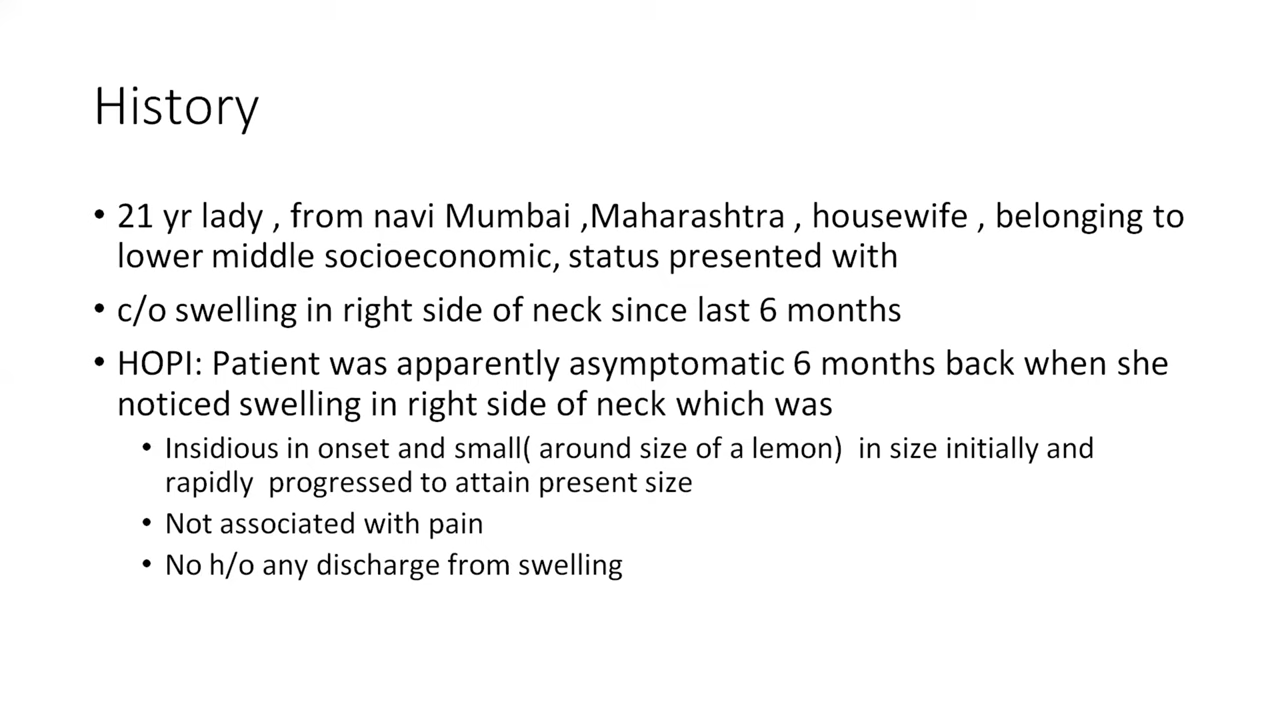 History
• 21 yr lady , from navi Mumbai ,Maharashtra , housewife , belonging to
lower middle socioeconomic, status presented with
• c/o swelling in right side of neck since last 6 months
• HOPI: Patient was apparently asymptomatic 6 months back when she
noticed swelling in right side of neck which was
• Insidious in onset and small( around size of a lemon)  in size initially and
rapidly  progressed to attain present size
• Not associated with pain
• No h/o any discharge from swelling